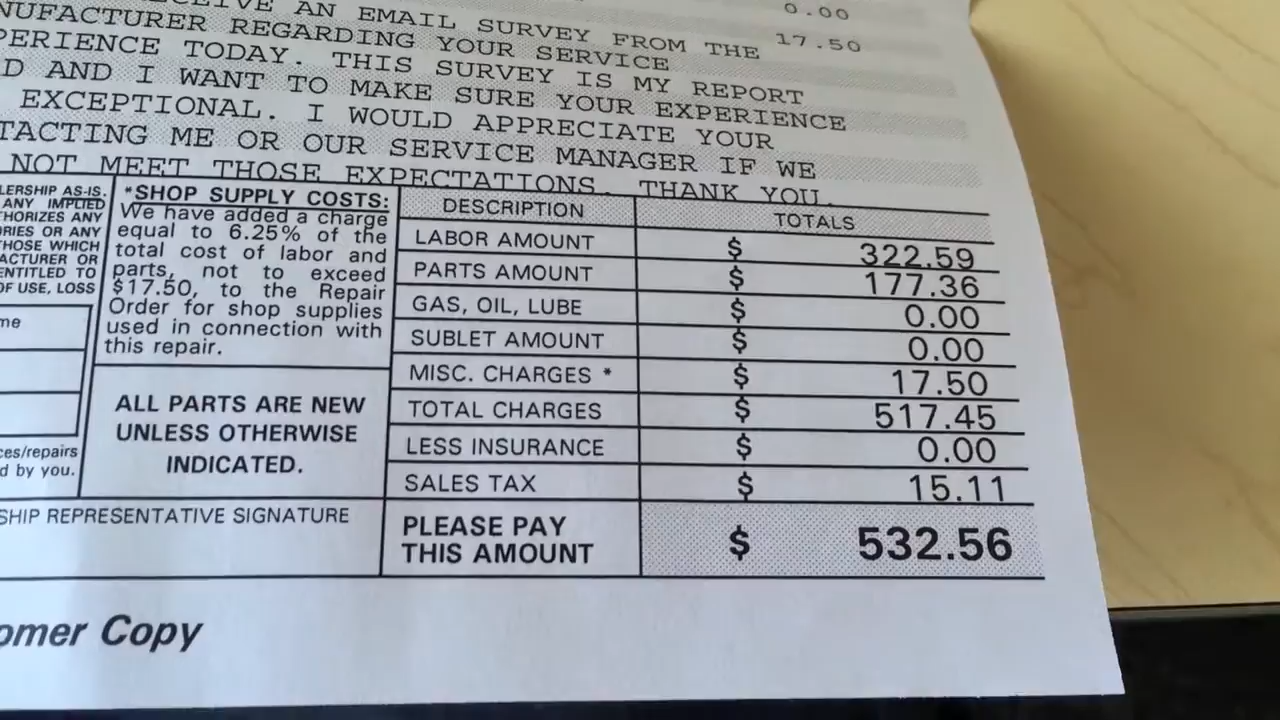 0.00
RECEIVE AN EMAIL SURVEY FROM THE 17.50
NUFACTURER REGARDING YOUR SERVICE
PERIENCE TODAY. THIS SURVEY IS MY REPORT
D AND I WANT TO MAKE SURE YOUR EXPERIENCE
EXCEPTIONAL. I WOULD APPRECIATE YOUR
TACTING ME OR OUR SERVICE MANAGER IF WE
NOT MEET THOSE EXPECTATIONS. THANK YOU.
LERSHIP AS-IS.
ANY IMPLIED
THORIZES ANY
RIES OR ANY
THOSE WHICH
ACTURER OR
ENTITLED TO
OF USE, LOSS
me
ces/repairs
d by you.
*SHOP SUPPLY COSTS:
We have added a charge
equal to 6.25% of the
total cost of labor and
parts, not to exceed
$17.50, to the Repair
Order for shop supplies
used in connection with
this repair.
ALL PARTS ARE NEW
UNLESS OTHERWISE
INDICATED.
DESCRIPTION TOTALS
LABOR AMOUNT $ 322.59
PARTS AMOUNT $ 177.36
GAS, OIL, LUBE $ 0.00
SUBLET AMOUNT $ 0.00
MISC. CHARGES * $ 17.50
TOTAL CHARGES $ 517.45
LESS INSURANCE $ 0.00
SALES TAX $ 15.11
PLEASE PAY
THIS AMOUNT $ 532.56
SHIP REPRESENTATIVE SIGNATURE
omer Copy